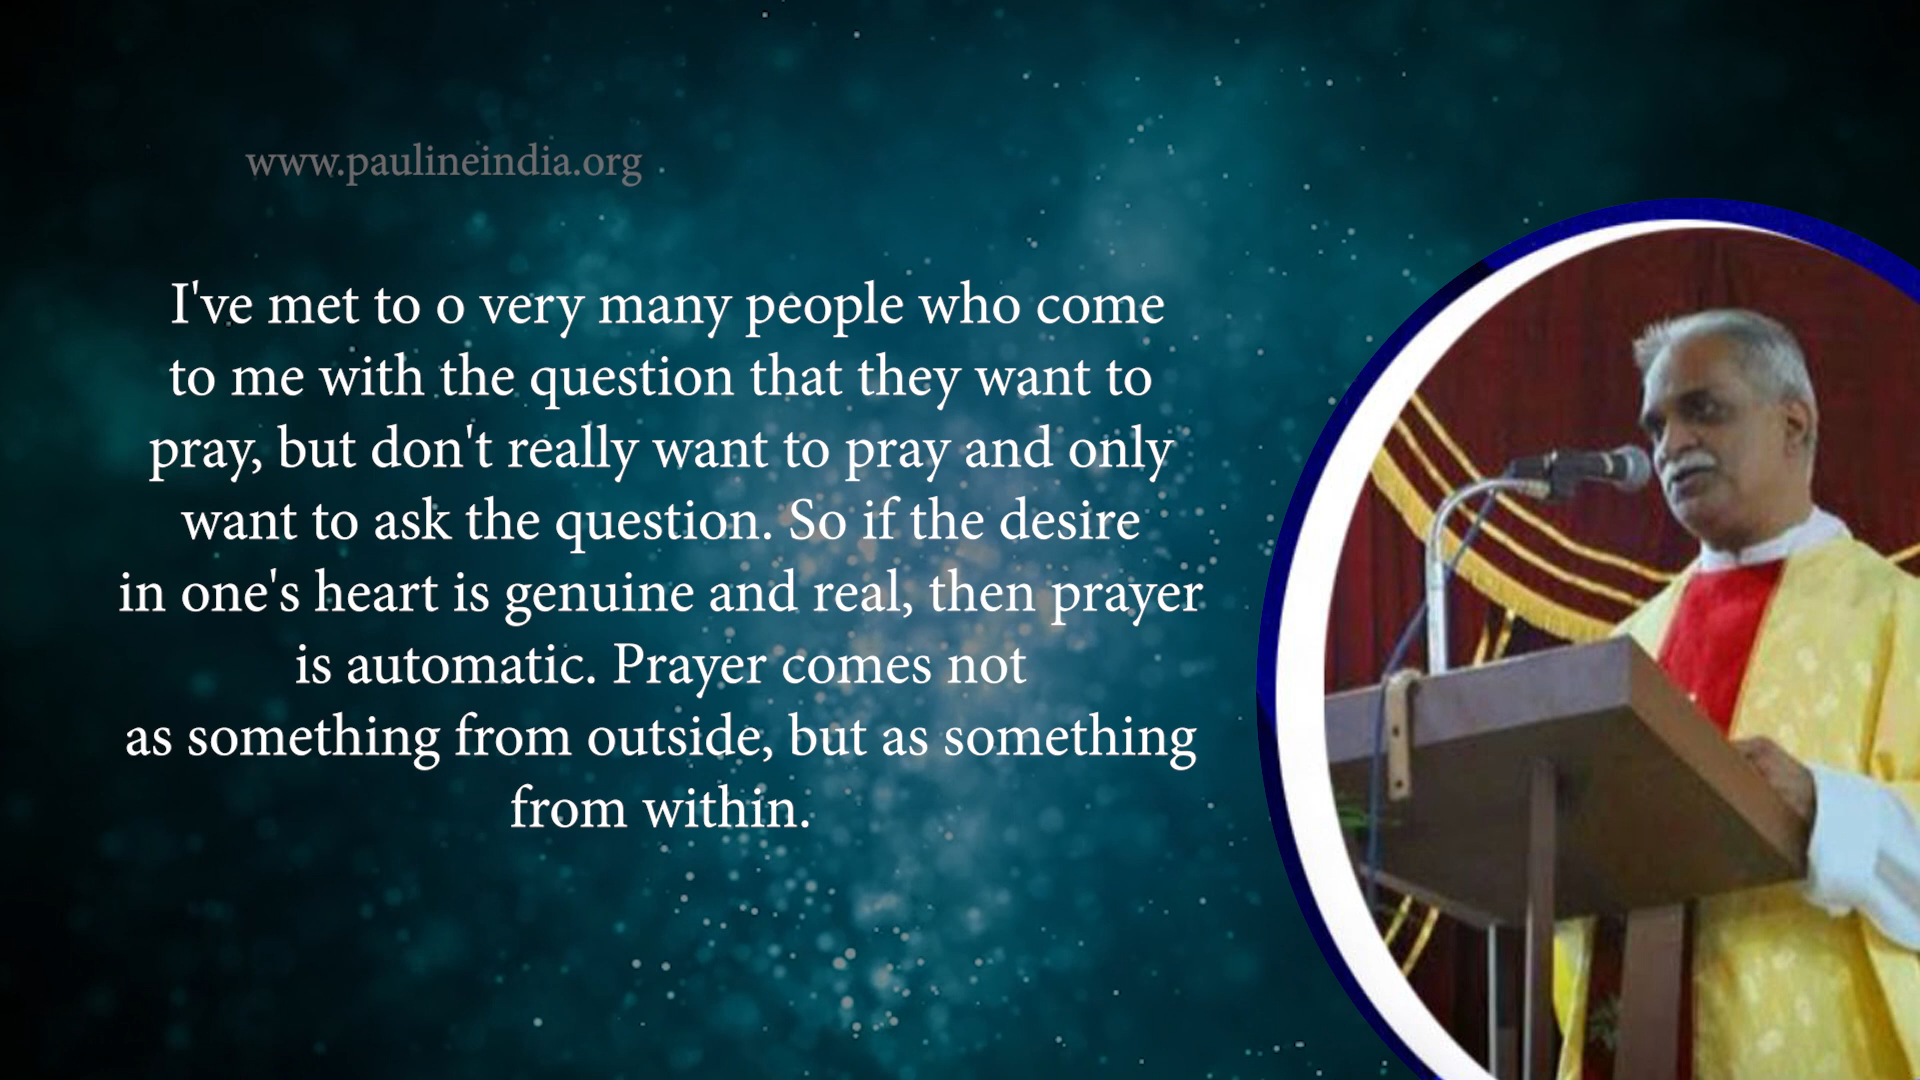 www.paulineindia.org
I've met to o very many people who come
to me with the question that they want to
pray, but don't really want to pray and only
want to ask the question. So if the desire
in one's heart is genuine and real, then prayer
is automatic. Prayer comes not
as something from outside, but as something
from within.